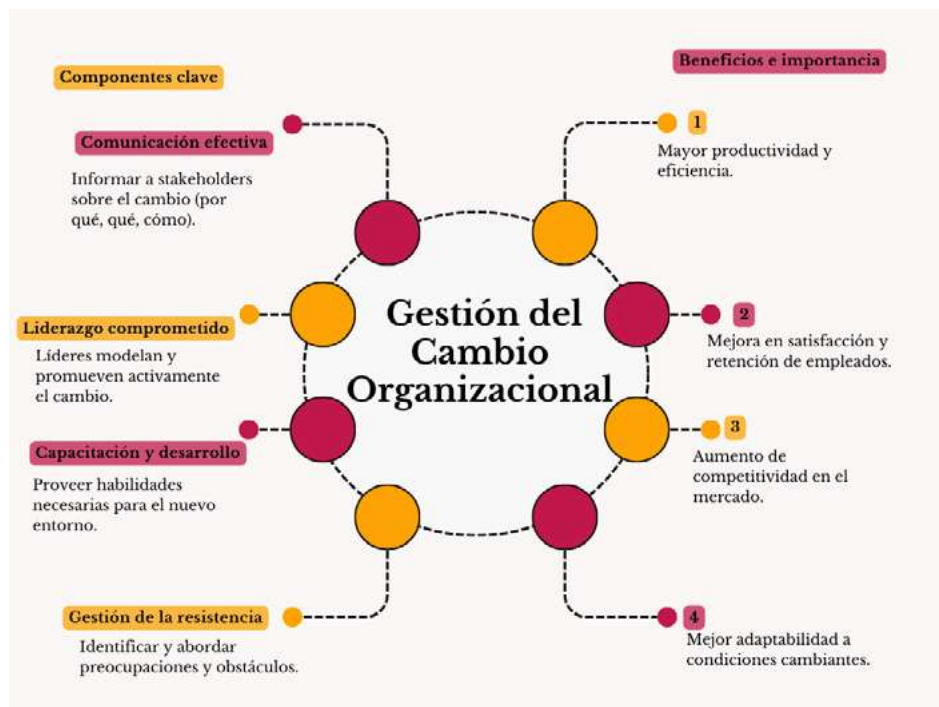 Componentes clave
Comunicación efectiva
Informar a stakeholders
sobre el cambio (por
qué, qué, cómo).
Liderazgo comprometido
Líderes modelan y
promueven activamente
el cambio.
Capacitación y desarrollo
Proveer habilidades
necesarias para el nuevo
entorno.
Gestión de la resistencia
Identificar y abordar
preocupaciones y obstáculos.
Gestión del
Cambio
Organizacional
Beneficios e importancia
1
Mayor productividad y
eficiencia.
2
Mejora en satisfacción y
retención de empleados.
3
Aumento de
competitividad en el
mercado.
4
Mejor adaptabilidad a
condiciones cambiantes.